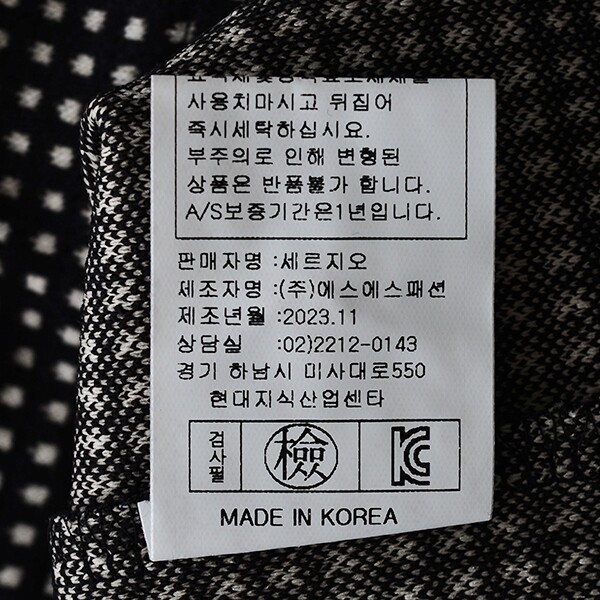 사용치마시고 뒤집어
즉시세탁하십시요.
부주의로 인해 변형된
상품은 반품불가 합니다.
A/S보증기간은1년입니다.
판매자명 :세르지오
제조자명 :(주)에스에스패션
제조년월 :2023.11
상담실 :02)2212-0143
경기 하남시 미사대로550
현대지식산업센타
검사필 檢 KC
MADE IN KOREA